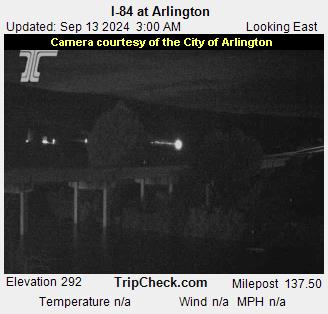 I-84 at Arlington
Updated: Sep 13 2024 3:00 AM Looking East
Camera courtesy of the City of Arlington
Elevation 292 TripCheck.com Milepost 137.50
Temperature n/a Wind n/a MPH n/a